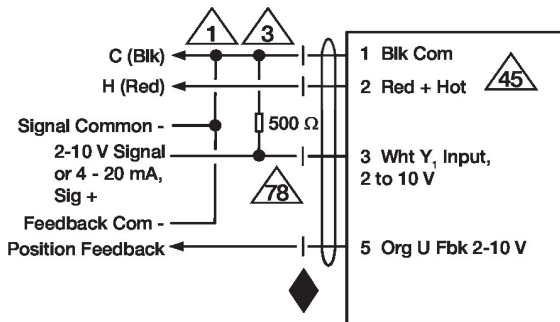 1
3
C (Blk)
1 Blk Com
H (Red)
2 Red + Hot
45
Signal Common -
500 Ω
2-10 V Signal
or 4 - 20 mA,
Sig +
3 Wht Y1 Input,
2 to 10 V
78
Feedback Com -
Position Feedback
5 Org U Fbk 2-10 V